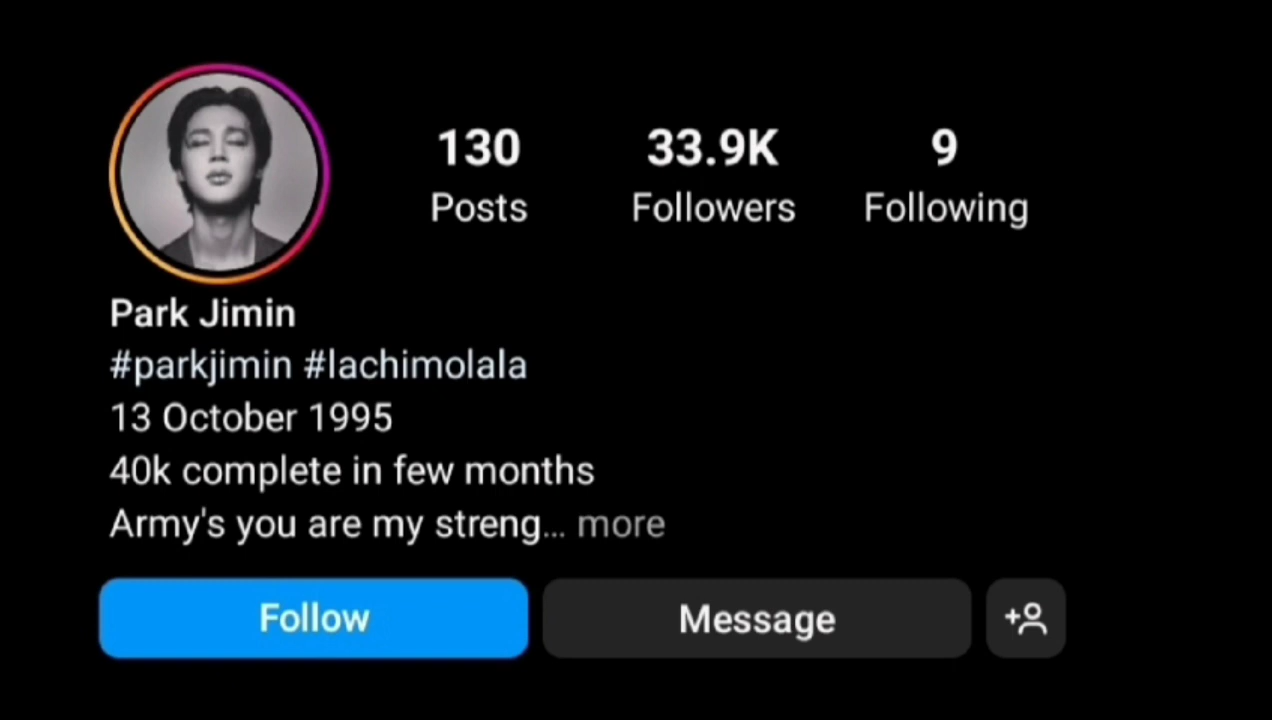 130 33.9K 9
Posts Followers Following
Park Jimin
#parkjimin #lachimolala
13 October 1995
40k complete in few months
Army's you are my streng... more
Follow Message